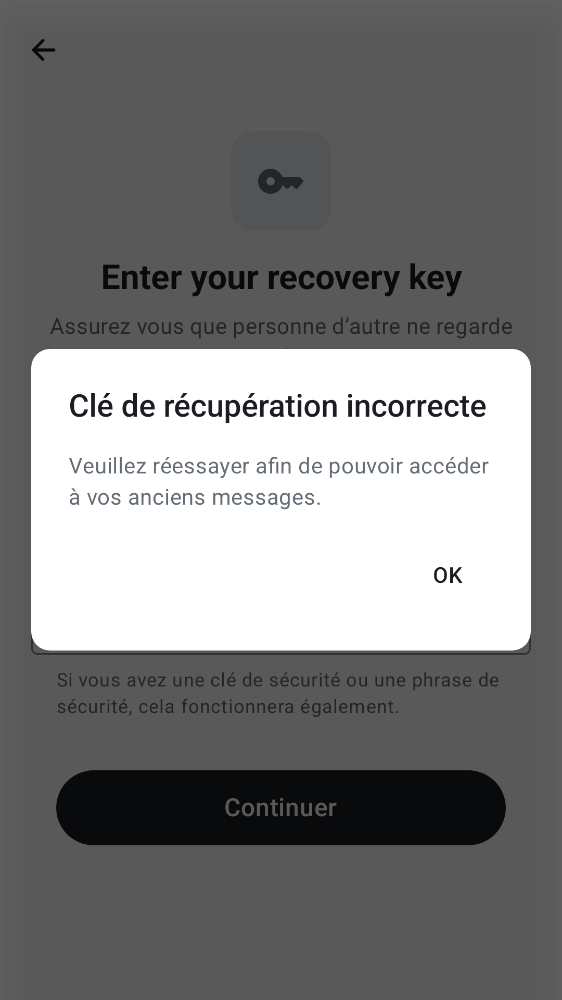 Enter your recovery key
Assurez vous que personne d’autre ne regarde
Clé de récupération incorrecte
Veuillez réessayer afin de pouvoir accéder
à vos anciens messages.
OK
Si vous avez une clé de sécurité ou une phrase de
sécurité, cela fonctionnera également.
Continuer